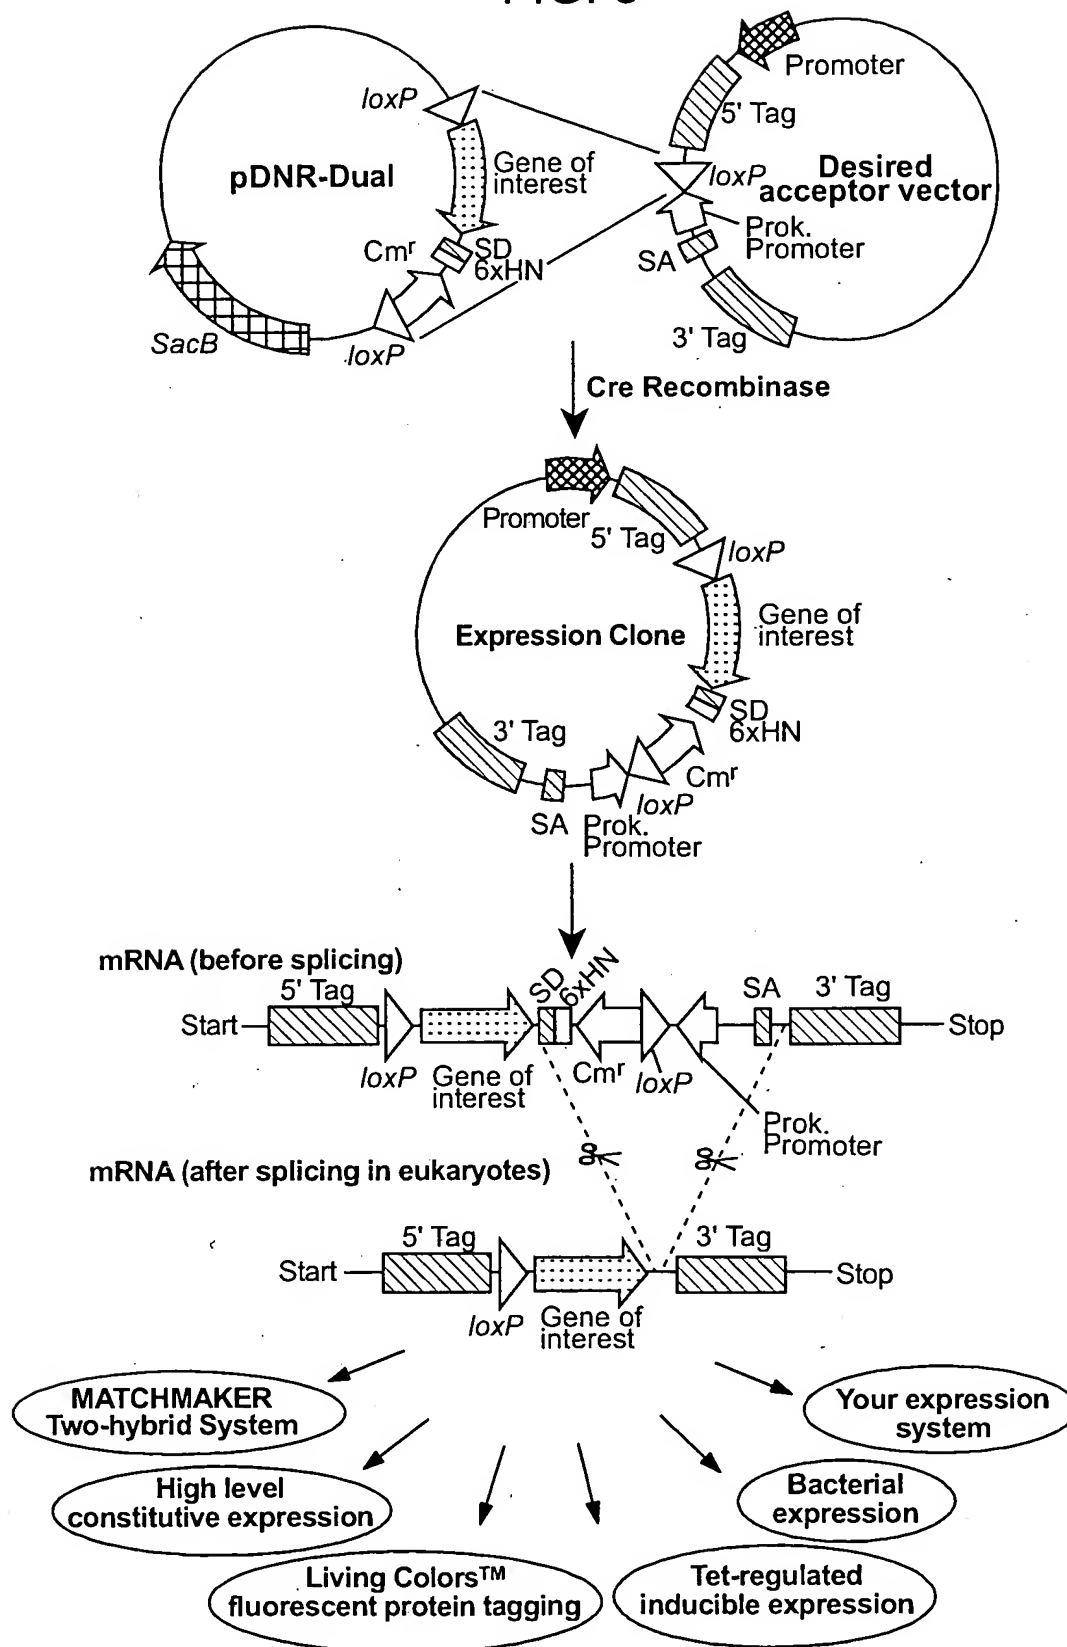 loxP
Gene of
interest
pDNR-Dual
Cmr
SD
6xHN
SacB
loxP
Promoter
5' Tag
loxP
Desired
acceptor vector
Prok.
Promoter
SA
3' Tag
Cre Recombinase
Promoter
5' Tag
loxP
Gene of
interest
Expression Clone
SD
6xHN
3' Tag
Cmr
loxP
SA
Prok.
Promoter
mRNA (before splicing)
5' Tag
SD
6xHN
SA
3' Tag
Start
Stop
loxP
Gene of
interest
Cmr
loxP
Prok.
Promoter
mRNA (after splicing in eukaryotes)
5' Tag
3' Tag
Start
Stop
loxP
Gene of
interest
MATCHMAKER
Two-hybrid System
Your expression
system
High level
constitutive expression
Bacterial
expression
Living Colors™
fluorescent protein tagging
Tet-regulated
inducible expression